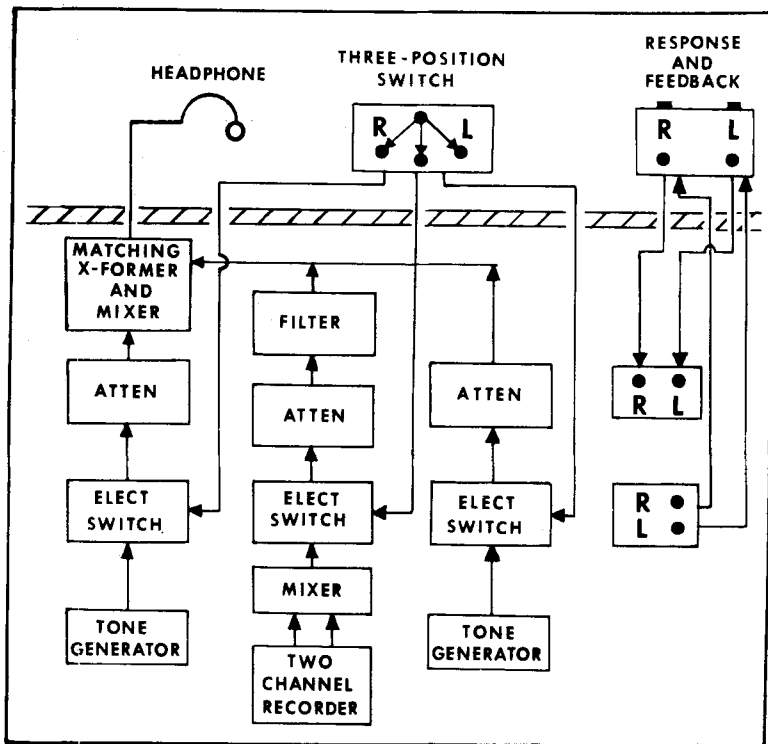 HEADPHONE
THREE-POSITION
SWITCH
RESPONSE
AND
FEEDBACK
R L
R L
MATCHING
X-FORMER
AND
MIXER
FILTER
ATTEN
ATTEN
ATTEN
R L
ELECT
SWITCH
ELECT
SWITCH
ELECT
SWITCH
R
L
MIXER
TONE
GENERATOR
TWO
CHANNEL
RECORDER
TONE
GENERATOR